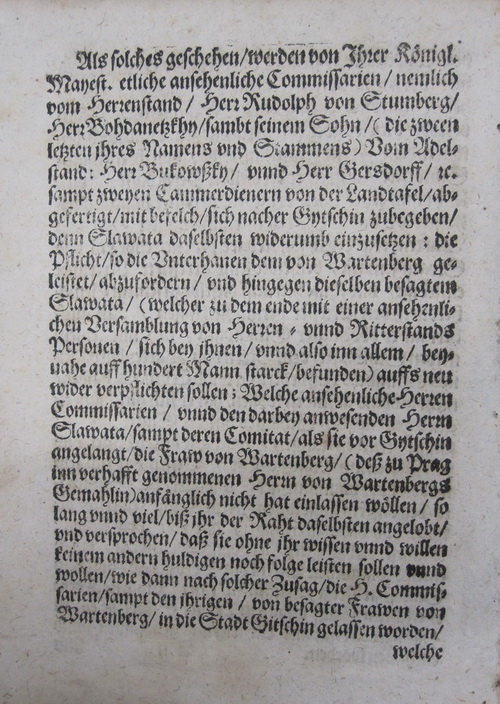 Als solches geschehen/werden von Ihrer Königl.
Mayest. etliche ansehenliche Commissarien / nemlich
vom Herrenstand / Herr Rudolph von Stumberg/
Herr Bohdanetzkhy/sambt seinem Sohn /( die zween
letzten jhres Namens vnd Stammens) Vom Adel-
stand: Herr Bukowßky / vnnd Herr Gersdorff / ꝛc.
sampt zweyen Cammerdienern von der Landtafel/ab-
gefertigt/mit befelch/sich nacher Gytschin zubegeben/
denn Slawata daselbsten widerumb einzusetzen : die
Pflicht/so die Vnterthanen dem von Wartenberg ge-
leistet/abzufordern / vnd hingegen dieselben besagtem
Slawata / (welcher zu dem ende mit einer ansehenli-
chen Versamblung von Herren - vnnd Ritterstands
Personen / sich bey jhnen / vnnd also inn allem / bey-
nahe auff hundert Mann starck/befunden) auffs neu
wider verpflichten sollen ; Welche ansehenliche Herren
Commissarien / vnnd den darbey anwesenden Herrn
Slawata/sampt deren Comitat/als sie vor Gytschin
angelangt/die Fraw von Wartenberg/ (deß zu Prag
inn verhafft genommenen Herrn von Wartenbergs
Gemahlin)anfänglich nicht hat einlassen wöllen / so
lang vnnd viel/biß jhr der Raht daselbsten angelobt/
vnd versprochen/ daß sie ohne jhr wissen vnnd willen
keinem andern huldigen noch folge leisten sollen vnnd
wollen/wie dann nach solcher Zusag/die H. Commis-
sarien/sampt den jhrigen / von besagter Frawen von
Wartenberg/ in die Stadt Gitschin gelassen worden/
welche